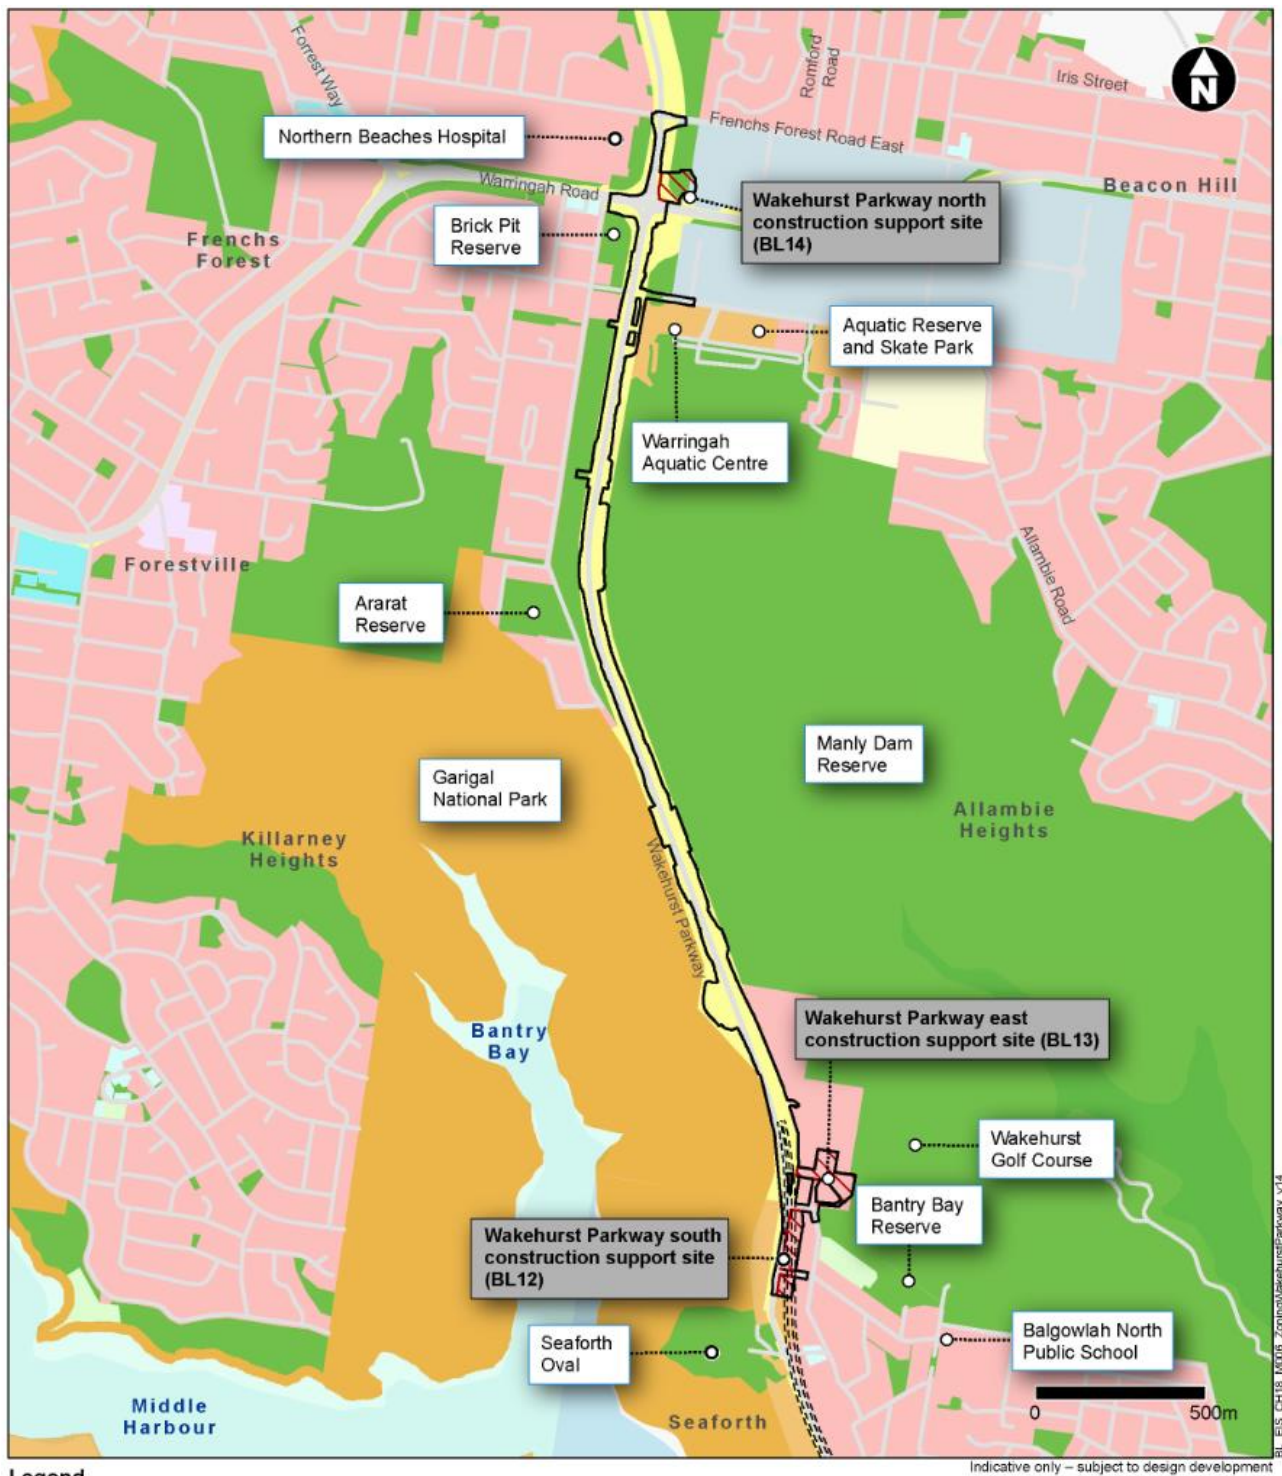 Forrest Way
Romford
Road
Iris Street
N
Northern Beaches Hospital
Frenchs Forest Road East
Warringah Road
Beacon Hill
Wakehurst Parkway north
construction support site
(BL14)
Brick Pit
Reserve
Frenchs
Forest
Aquatic Reserve
and Skate Park
Warringah
Aquatic Centre
Allambie Road
Forestville
Ararat
Reserve
Manly Dam
Reserve
Garigal
National Park
Allambie
Heights
Killarney
Heights
Wakehurst Parkway
Wakehurst Parkway east
construction support site (BL13)
Bantry
Bay
Wakehurst
Golf Course
Bantry Bay
Reserve
Wakehurst Parkway south
construction support site
(BL12)
Seaforth
Oval
Balgowlah North
Public School
Middle
Harbour
Seaforth
0 500m
BL_EIS_CH18_M006_ZoningWakehurstParkway_v14
Legend
Indicative only – subject to design development